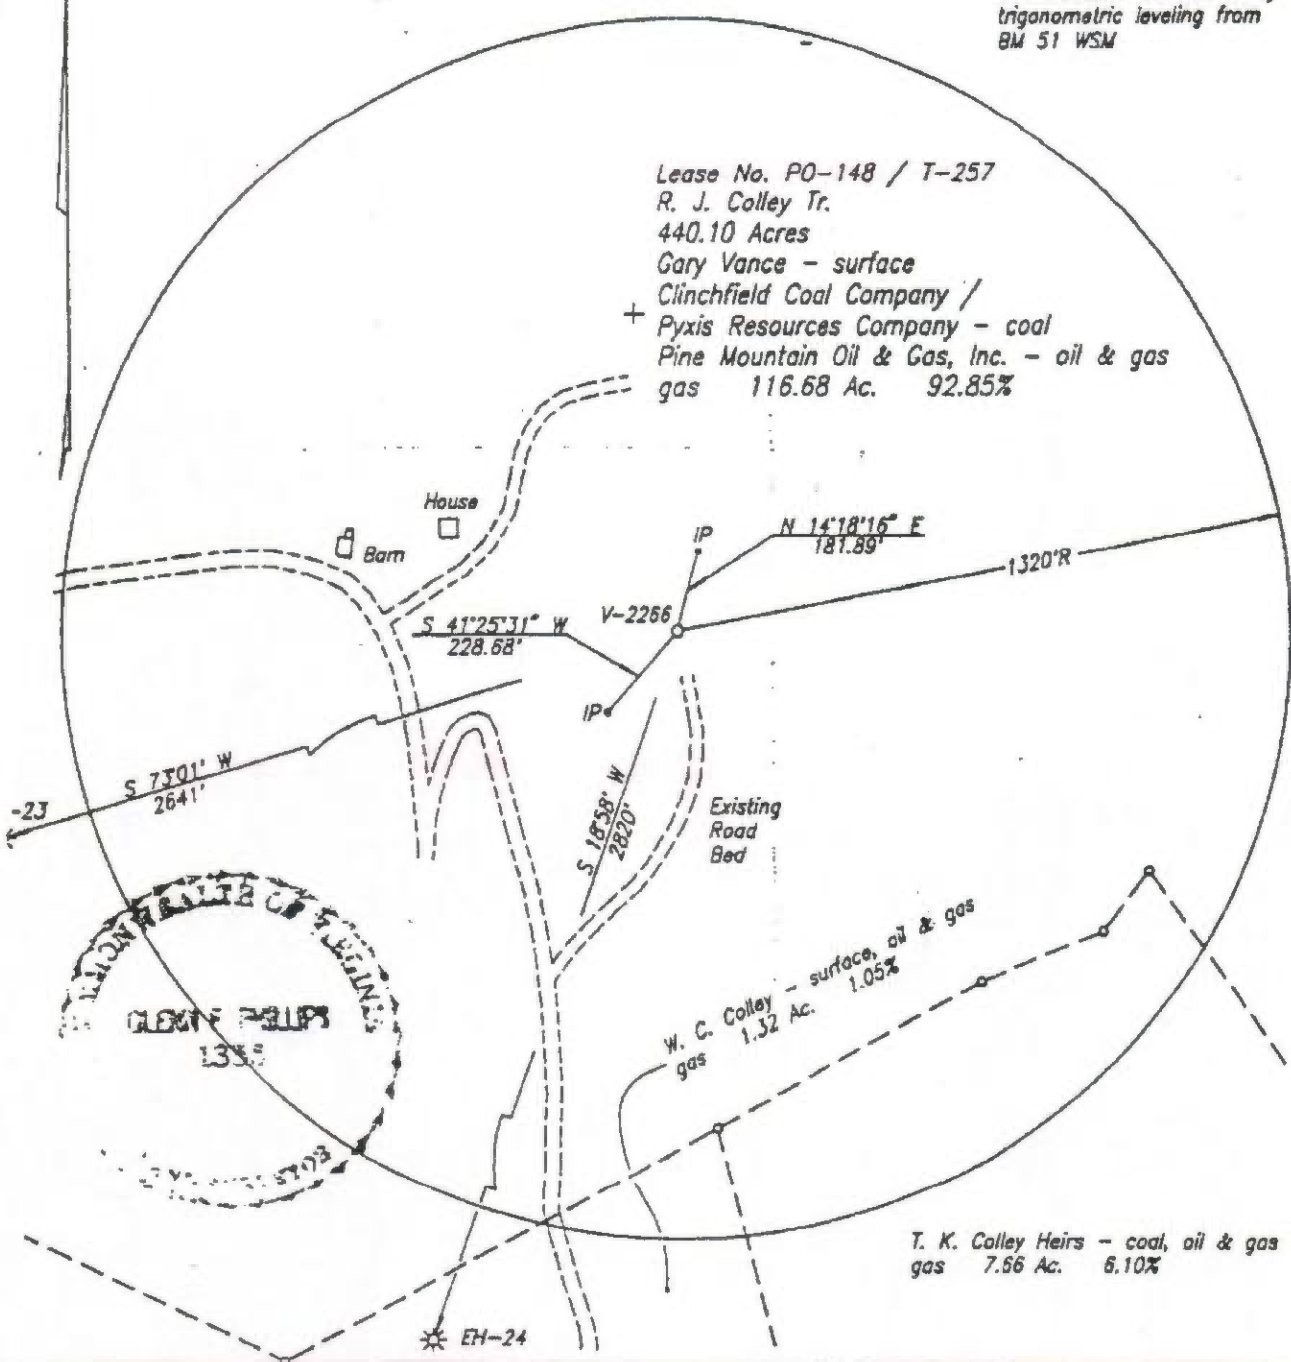 trigonometric leveling from
BM 51 WSM
Lease No. PO-148 / T-257
R. J. Colley Tr.
440.10 Acres
Gary Vance - surface
Clinchfield Coal Company /
Pyxis Resources Company - coal
Pine Mountain Oil & Gas, Inc. - oil & gas
gas 116.68 Ac. 92.85%
House
Barn
IP
N 14°18'16" E
181.89'
1320'R
V-2266
S 41°25'31" W
228.68'
IP
S 73°01' W
2641'
-23
S 18°58' W
2820'
Existing
Road
Bed
W. C. Colley - surface, oil & gas
gas 1.32 Ac. 1.05%
OF
T. K. Colley Heirs - coal, oil & gas
gas 7.66 Ac. 6.10%
EH-24